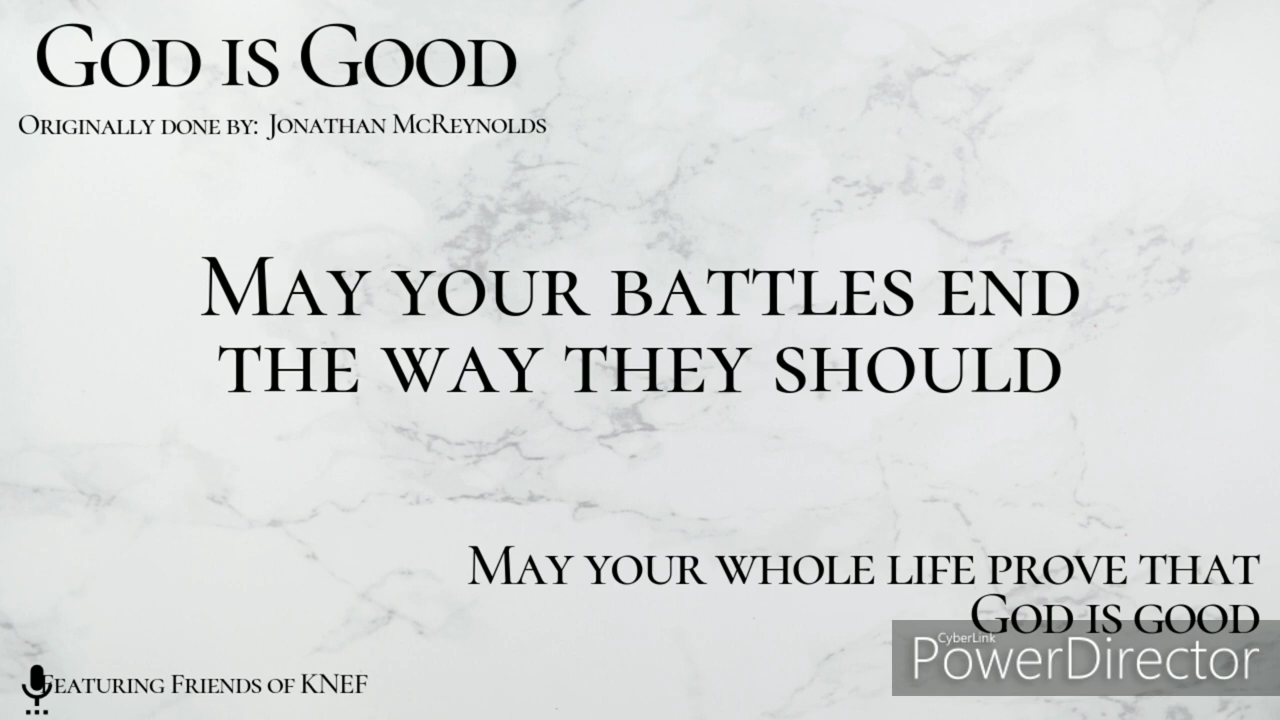 God is Good
Originally done by: Jonathan McReynolds
May your battles end
the way they should
May your whole life prove that
God is good
CyberLink
PowerDirector
Featuring Friends of KNEF